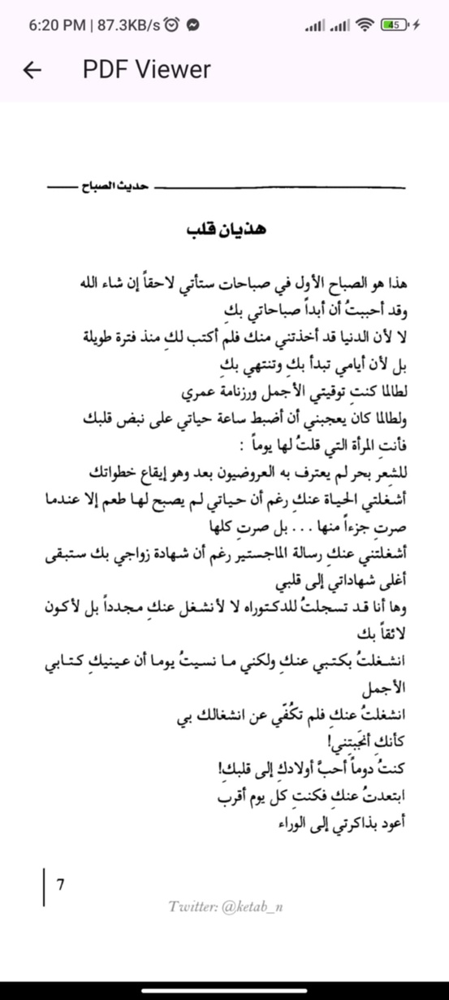 6:20 PM | 87.3KB/s
45
PDF Viewer
حديث الصباح
هذيان قلب
هذا هو الصباح الأول في صباحات ستأتي لاحقاً إن شاء الله
وقد أحببتُ أن أبدأ صباحاتي بكِ
لا لأن الدنيا قد أخذتني منك فلم أكتب لكِ منذ فترة طويلة
بل لأن أيامي تبدأ بكِ وتنتهي بكِ
لطالما كنتِ توقيتي الأجمل ورزنامة عمري
ولطالما كان يعجبني أن أضبط ساعة حياتي على نبض قلبك
فأنتِ المرأة التي قلتُ لها يوماً :
للشعر بحر لم يعترف به العروضيون بعد وهو إيقاع خطواتك
أشغلتي الحياة عنكِ رغم أن حياتي لم يصبح لها طعم إلا عندما
صرتِ جزءاً منها ... بل صرتِ كلها
أشغلتني عنكِ رسالة الماجستير رغم أن شهادة زواجي بك ستبقى
أغلى شهاداتي إلى قلبي
وها أنا قد تسجلتُ للدكتوراه لا لأنشغل عنكِ مجدداً بل لأكون
لائقاً بك
انشغلتُ بكتبي عنكِ ولكني ما نسيتُ يوما أن عينيكِ كتابي
الأجمل
انشغلتُ عنكِ فلم تكُفّي عن انشغالك بي
كأنكِ أنجَبتِني!
كنتُ دوماً أحبَّ أولادكِ إلى قلبكِ!
ابتعدتُ عنكِ فكنتِ كل يوم أقرب
أعود بذاكرتي إلى الوراء
7
Twitter: @ketab_n